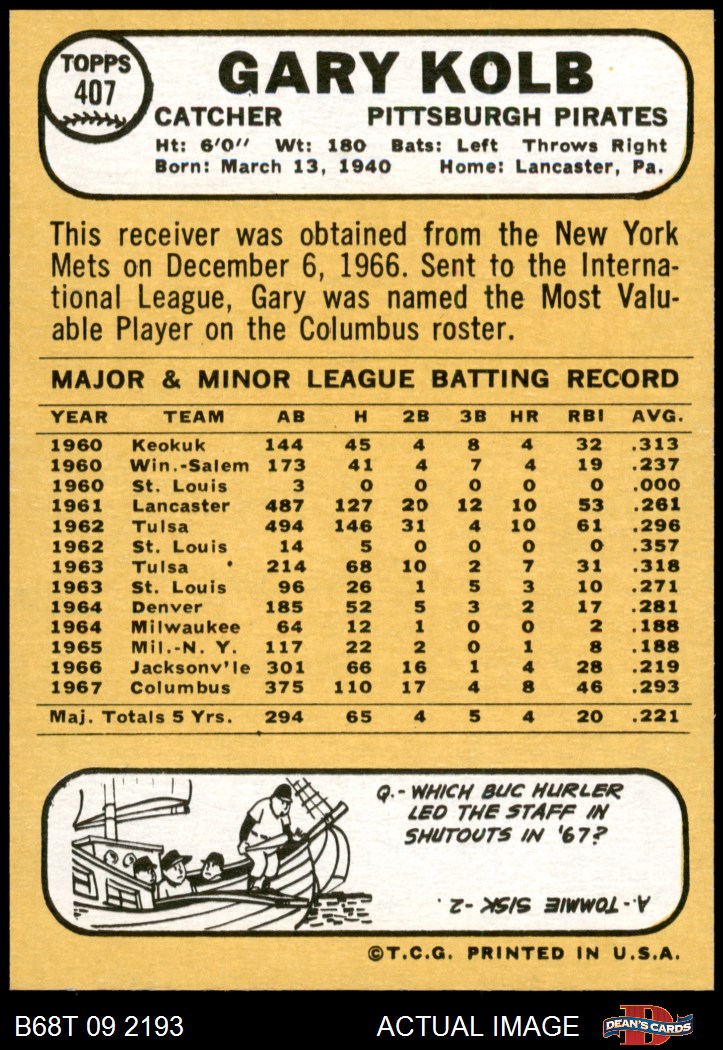 TOPPS
407
GARY KOLB
CATCHER PITTSBURGH PIRATES
Ht: 6'0" Wt: 180 Bats: Left Throws Right
Born: March 13, 1940 Home: Lancaster, Pa.
This receiver was obtained from the New York
Mets on December 6, 1966. Sent to the Interna-
tional League, Gary was named the Most Valu-
able Player on the Columbus roster.
MAJOR & MINOR LEAGUE BATTING RECORD
YEAR TEAM AB H 2B 3B HR RBI AVG.
1960 Keokuk 144 45 4 8 4 32 .313
1960 Win.-Salem 173 41 4 7 4 19 .237
1960 St. Louis 3 0 0 0 0 0 .000
1961 Lancaster 487 127 20 12 10 53 .261
1962 Tulsa 494 146 31 4 10 61 .296
1962 St. Louis 14 5 0 0 0 0 .357
1963 Tulsa 214 68 10 2 7 31 .318
1963 St. Louis 96 26 1 5 3 10 .271
1964 Denver 185 52 5 3 2 17 .281
1964 Milwaukee 64 12 1 0 0 2 .188
1965 Mil.-N. Y. 117 22 2 0 1 8 .188
1966 Jacksonv'le 301 66 16 1 4 28 .219
1967 Columbus 375 110 17 4 8 46 .293
Maj. Totals 5 Yrs. 294 65 4 5 4 20 .221
Q.- WHICH BUC HURLER
LED THE STAFF IN
SHUTOUTS IN '67?
A.- TOMMIE SISK -2.
©T.C.G. PRINTED IN U.S.A.
B68T 09 2193 ACTUAL IMAGE D DEAN'S CARDS